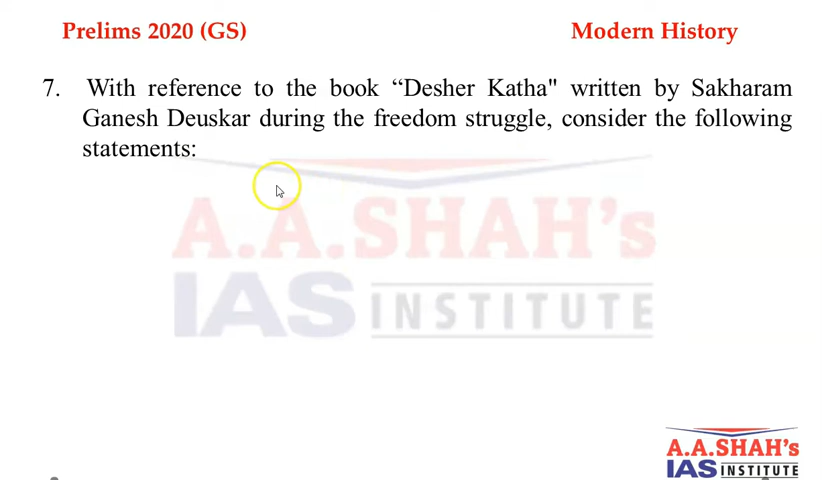 Prelims 2020 (GS) Modern History
7. With reference to the book “Desher Katha" written by Sakharam
Ganesh Deuskar during the freedom struggle, consider the following
statements:
A.A.SHAH's
IAS INSTITUTE
A.A.SHAH's
IAS INSTITUTE